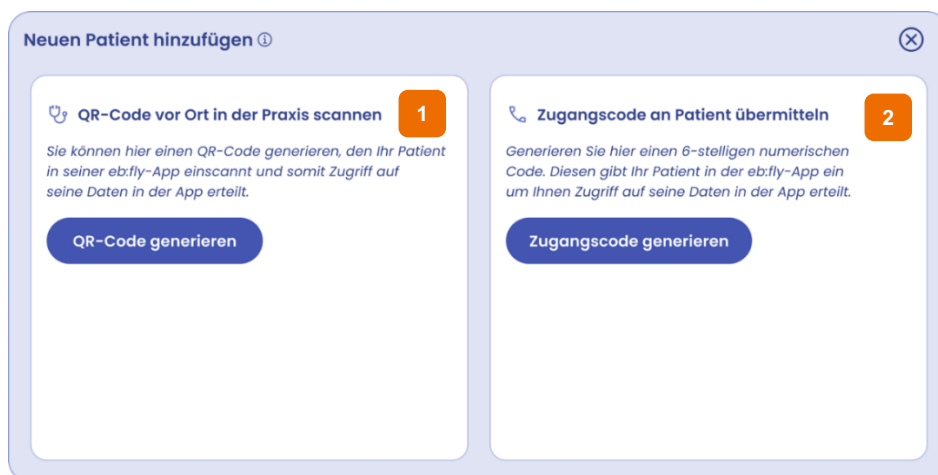 Neuen Patient hinzufügen ⓘ
QR-Code vor Ort in der Praxis scannen
1
Sie können hier einen QR-Code generieren, den Ihr Patient
in seiner eb:fly-App einscannt und somit Zugriff auf
seine Daten in der App erteilt.
QR-Code generieren
Zugangscode an Patient übermitteln
2
Generieren Sie hier einen 6-stelligen numerischen
Code. Diesen gibt Ihr Patient in der eb:fly-App ein
um Ihnen Zugriff auf seine Daten in der App erteilt.
Zugangscode generieren